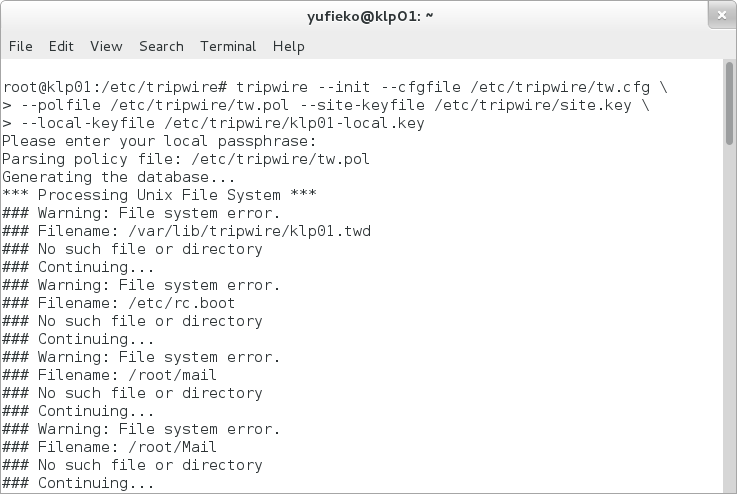 yufieko@klp01: ~
File Edit View Search Terminal Help
root@klp01:/etc/tripwire# tripwire --init --cfgfile /etc/tripwire/tw.cfg \
> --polfile /etc/tripwire/tw.pol --site-keyfile /etc/tripwire/site.key \
> --local-keyfile /etc/tripwire/klp01-local.key
Please enter your local passphrase:
Parsing policy file: /etc/tripwire/tw.pol
Generating the database...
*** Processing Unix File System ***
### Warning: File system error.
### Filename: /var/lib/tripwire/klp01.twd
### No such file or directory
### Continuing...
### Warning: File system error.
### Filename: /etc/rc.boot
### No such file or directory
### Continuing...
### Warning: File system error.
### Filename: /root/mail
### No such file or directory
### Continuing...
### Warning: File system error.
### Filename: /root/Mail
### No such file or directory
### Continuing...